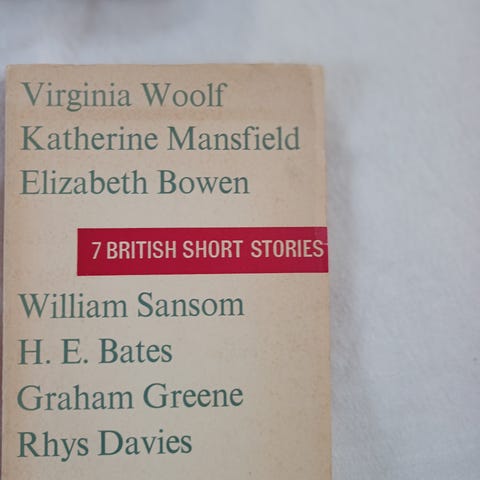 Virginia Woolf
Katherine Mansfield
Elizabeth Bowen
7 BRITISH SHORT STORIES
William Sansom
H. E. Bates
Graham Greene
Rhys Davies